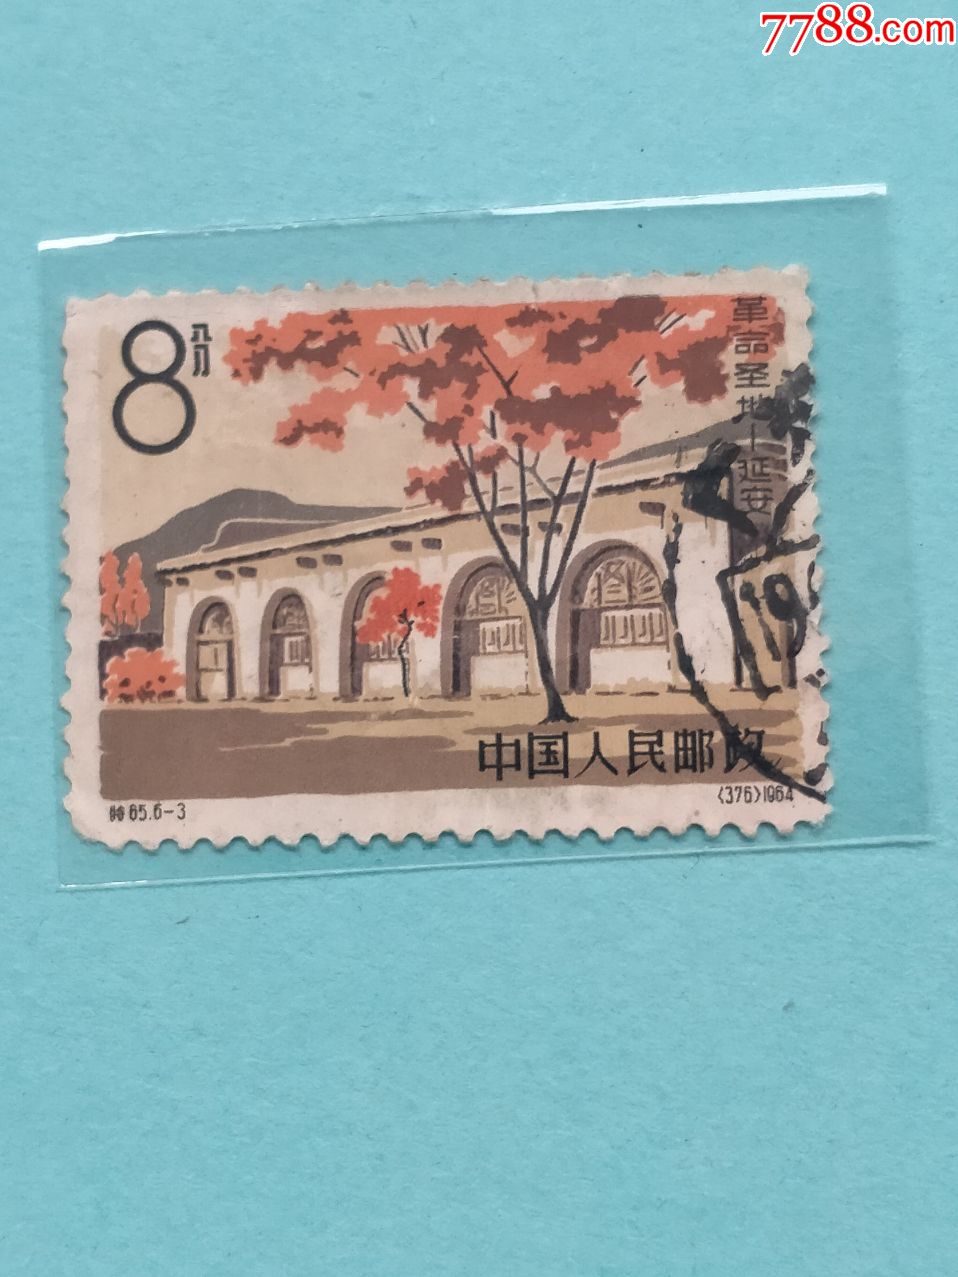 7788.com
8分
革命圣地—延安
中国人民邮政
特65.6-3
(376)1964
19